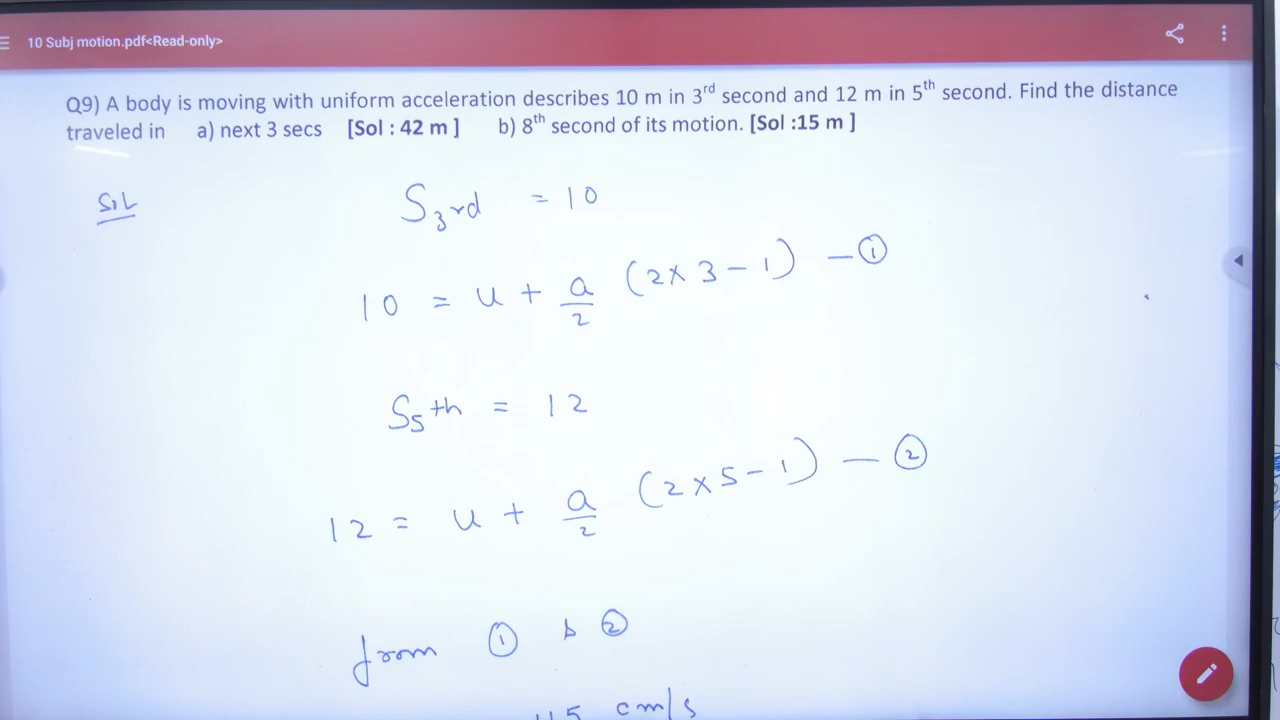 10 Subj motion.pdf<Read-only>
Q9) A body is moving with uniform acceleration describes 10 m in 3rd second and 12 m in 5th second. Find the distance
traveled in a) next 3 secs [Sol : 42 m ] b) 8th second of its motion. [Sol :15 m ]
Sol
S3rd = 10
10 = u + a/2 (2x 3 - 1) - ①
S5th = 12
12 = u + a/2 (2x5-1) - ②
from ① & ②
cm/s